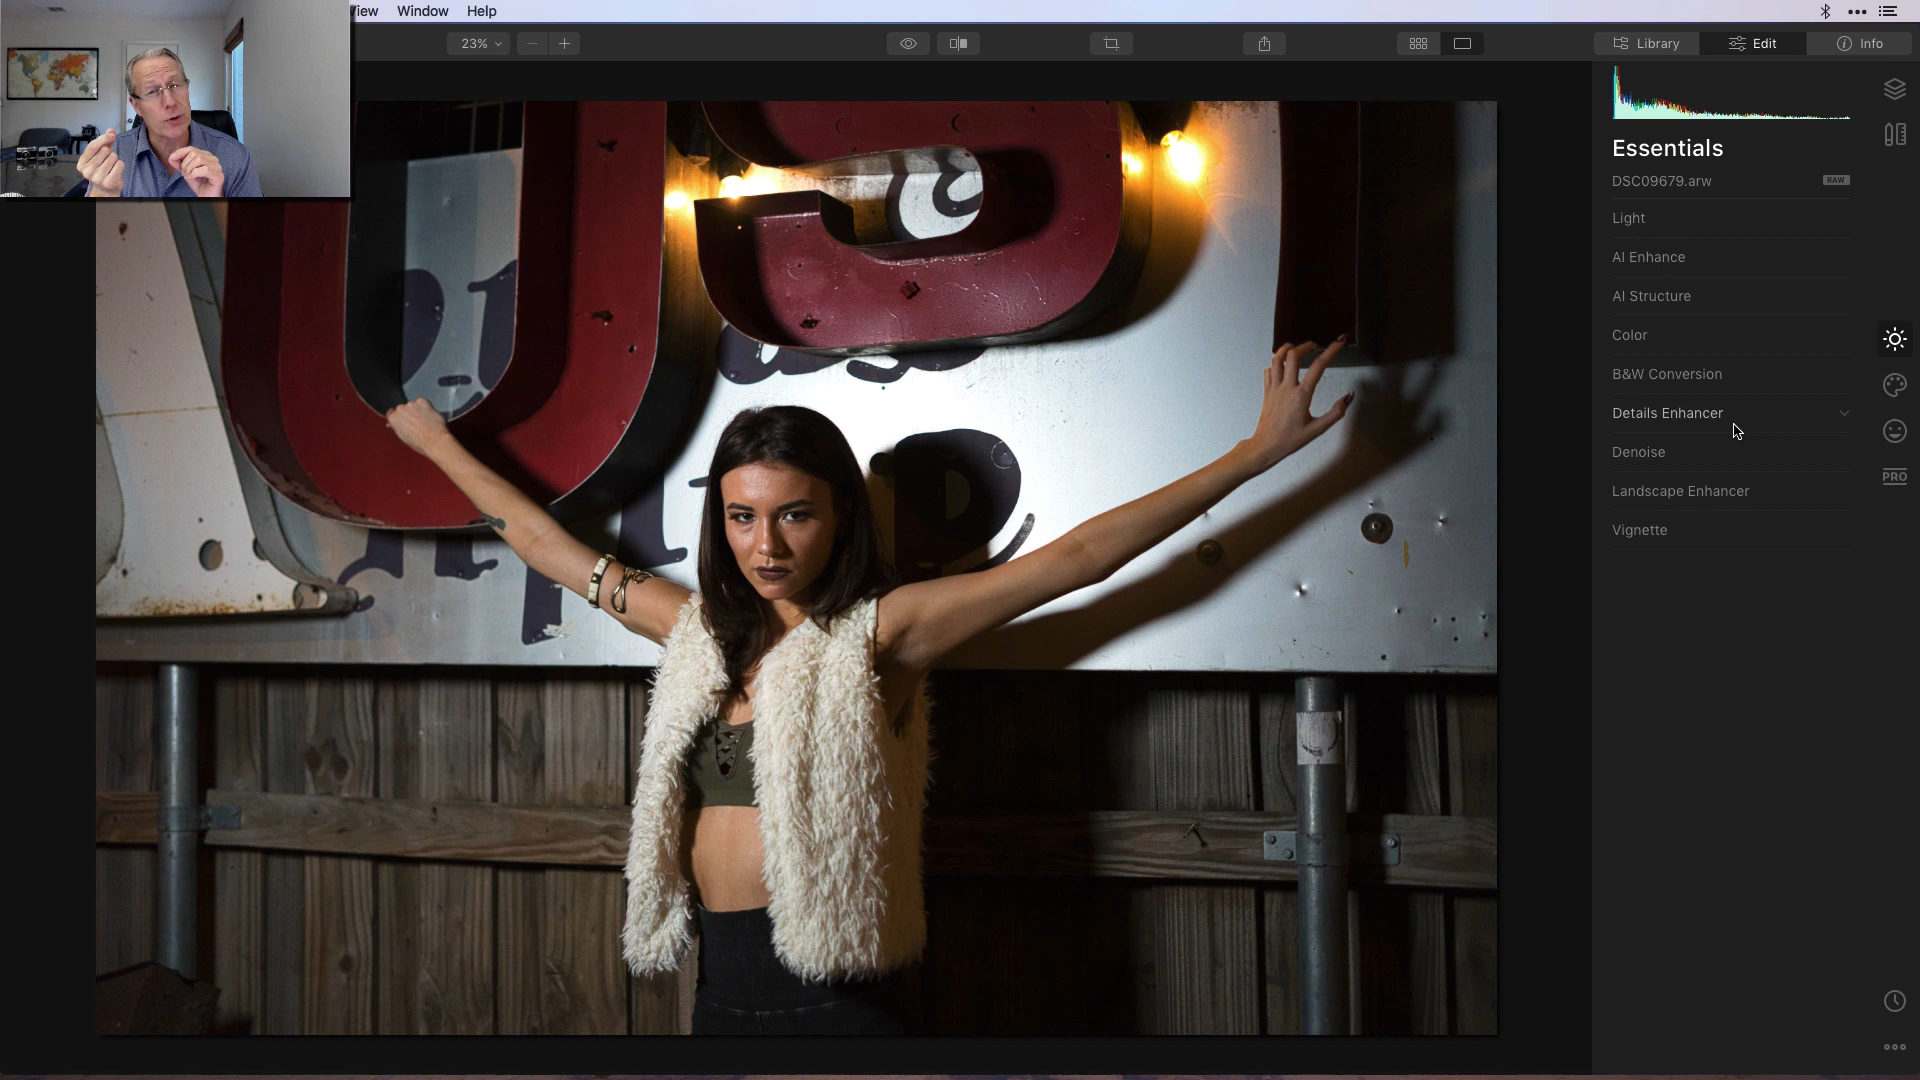 View Window Help
23%
Library Edit Info
Essentials
DSC09679.arw RAW
Light
AI Enhance
AI Structure
Color
B&W Conversion
Details Enhancer
Denoise
Landscape Enhancer
Vignette
PRO